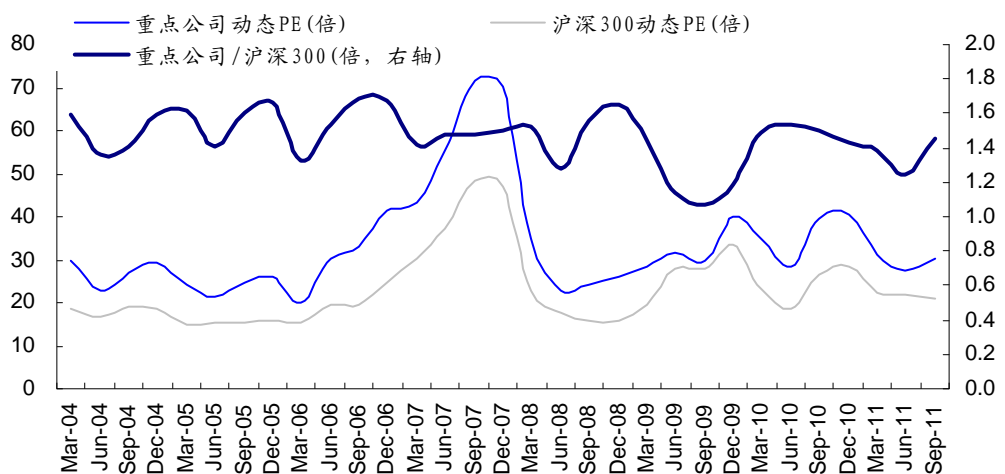 重点公司动态PE(倍)
沪深300动态PE(倍)
重点公司/沪深300(倍，右轴)
80
70
60
50
40
30
20
10
0
2.0
1.8
1.6
1.4
1.2
1.0
0.8
0.6
0.4
0.2
0.0
Mar-04
Jun-04
Sep-04
Dec-04
Mar-05
Jun-05
Sep-05
Dec-05
Mar-06
Jun-06
Sep-06
Dec-06
Mar-07
Jun-07
Sep-07
Dec-07
Mar-08
Jun-08
Sep-08
Dec-08
Mar-09
Jun-09
Sep-09
Dec-09
Mar-10
Jun-10
Sep-10
Dec-10
Mar-11
Jun-11
Sep-11